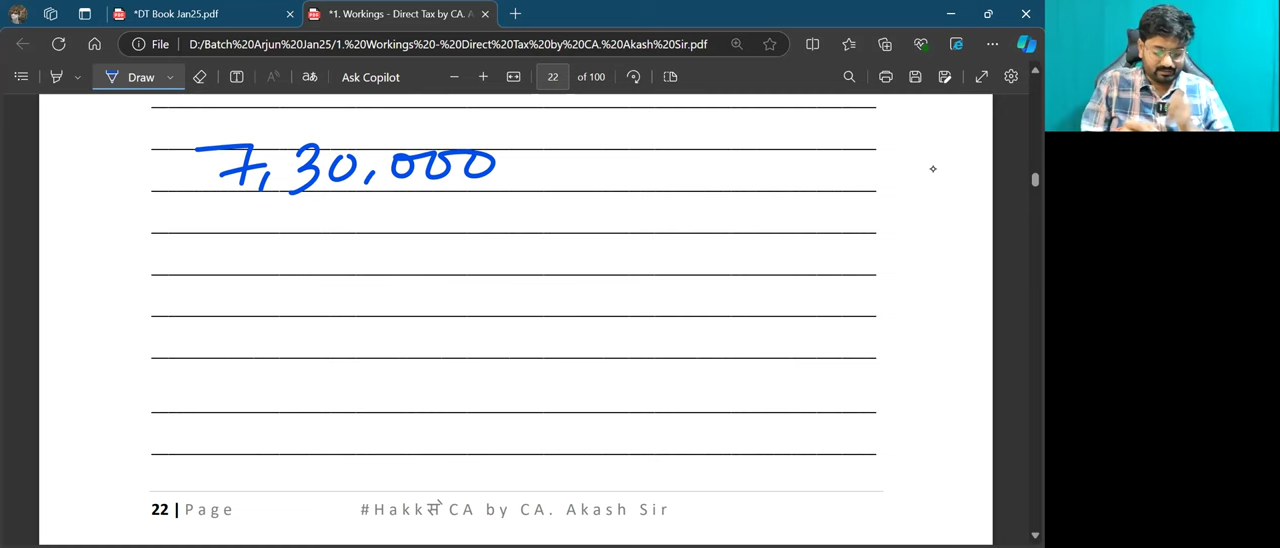 *DT Book Jan25.pdf
*1. Workings - Direct Tax by CA. A
File
D:/Batch%20Arjun%20Jan25/1.%20Workings%20-%20Direct%20Tax%20by%20CA.%20Akash%20Sir.pdf
Draw
aあ
Ask Copilot
22
of 100
7,30,000
22 | Page
#Hakkसे CA by CA. Akash Sir